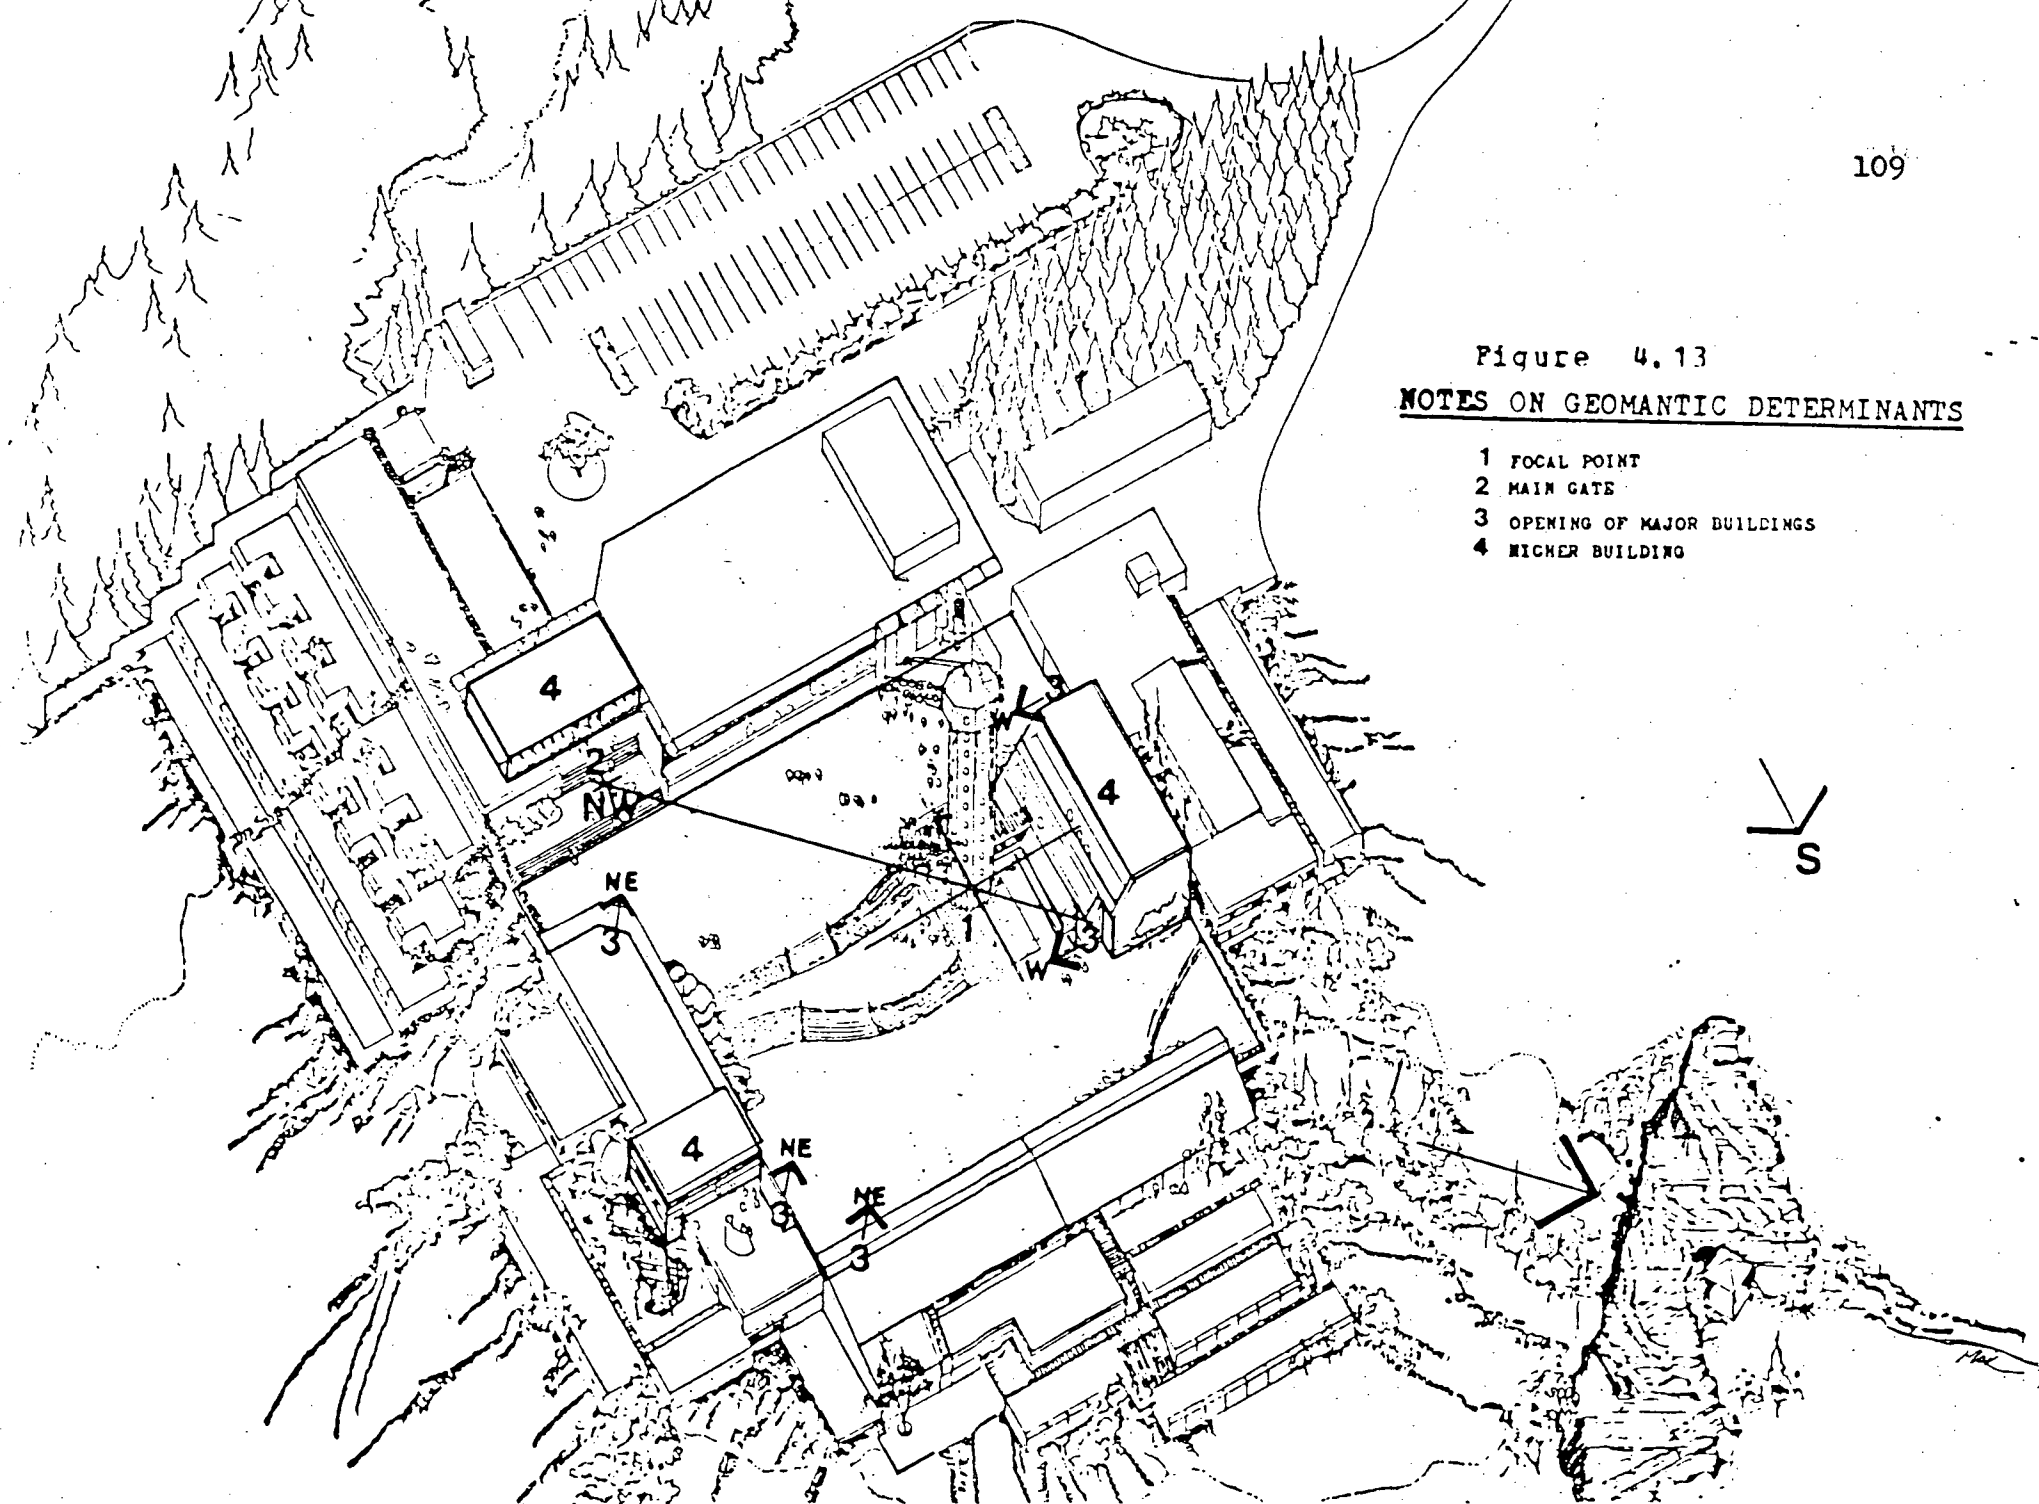 109
Figure 4.13
NOTES ON GEOMANTIC DETERMINANTS
1 FOCAL POINT
2 MAIN GATE
3 OPENING OF MAJOR BUILDINGS
4 HIGHER BUILDING
4
3
W
2
4
NW
S
NE
3
1
3
W
4
NE
3
NE
3